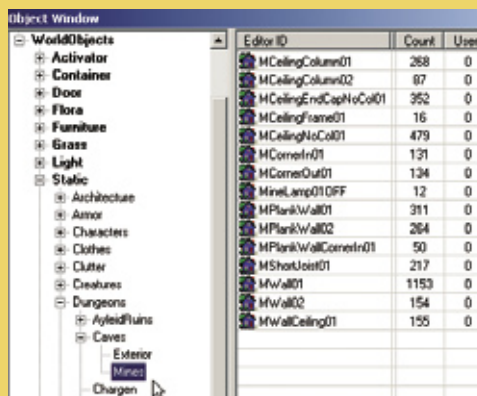 Object Window
WorldObjects
Activator
Container
Door
Flora
Furniture
Grass
Light
Static
Architecture
Armor
Characters
Clothes
Clutter
Creatures
Dungeons
AyleidRuins
Caves
Exterior
Mines
Chargen
Editor ID Count User
MCeilingColumn01 268 0
MCeilingColumn02 87 0
MCeilingEndCapNoCol01 352 0
MCeilingFrame01 16 0
MCeilingNoCol01 479 0
MCornerIn01 131 0
MCornerOut01 134 0
MineLamp01OFF 12 0
MPlankWall01 311 0
MPlankWall02 264 0
MPlankWallCornerIn01 50 0
MShortJoist01 217 0
MWall01 1153 0
MWall02 154 0
MWallCeiling01 155 0